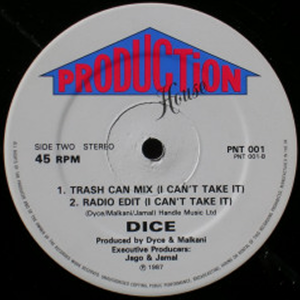 PRODUCTION
House
SIDE TWO STEREO
45 RPM
PNT 001
PNT 001-B
1. TRASH CAN MIX (I CAN'T TAKE IT)
2. RADIO EDIT (I CAN'T TAKE IT)
(Dyce/Malkani/Jamal) Handle Music Ltd
DICE
Produced by Dyce & Malkani
Executive Producers:
Jago & Jamal
℗ 1987